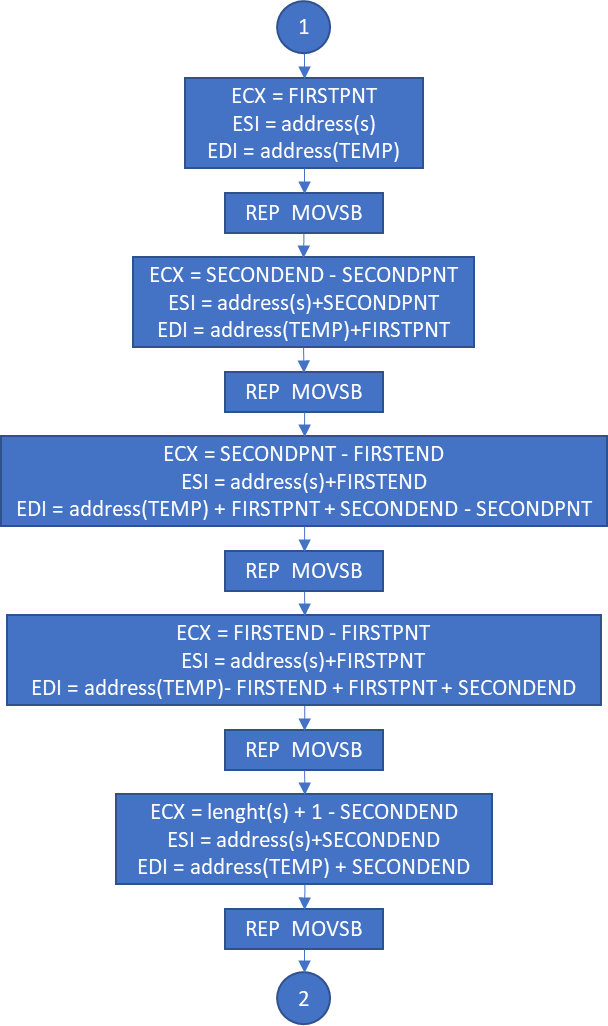 1
ECX = FIRSTPNT
ESI = address(s)
EDI = address(TEMP)
REP MOVSB
ECX = SECONDEND - SECONDPNT
ESI = address(s)+SECONDPNT
EDI = address(TEMP)+FIRSTPNT
REP MOVSB
ECX = SECONDPNT - FIRSTEND
ESI = address(s)+FIRSTEND
EDI = address(TEMP) + FIRSTPNT + SECONDEND - SECONDPNT
REP MOVSB
ECX = FIRSTEND - FIRSTPNT
ESI = address(s)+FIRSTPNT
EDI = address(TEMP)- FIRSTEND + FIRSTPNT + SECONDEND
REP MOVSB
ECX = lenght(s) + 1 - SECONDEND
ESI = address(s)+SECONDEND
EDI = address(TEMP) + SECONDEND
REP MOVSB
2